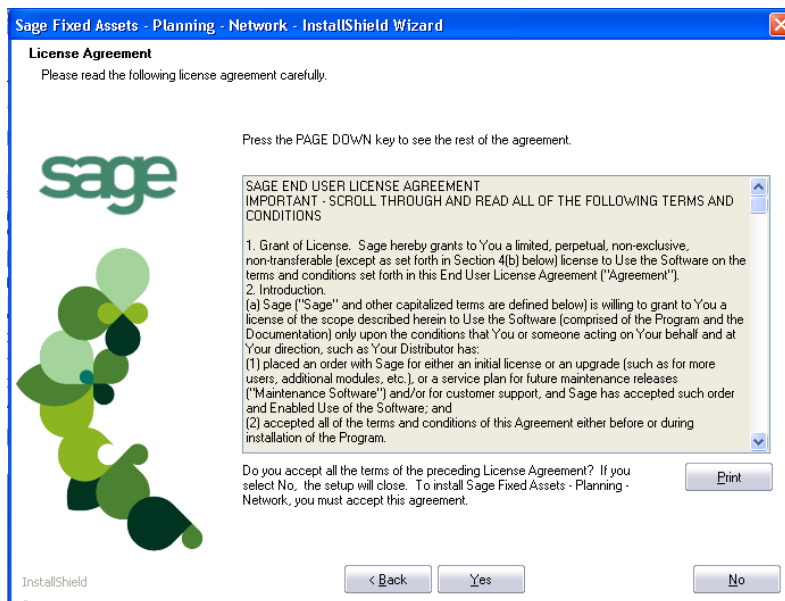 Sage Fixed Assets - Planning - Network - InstallShield Wizard
License Agreement
Please read the following license agreement carefully.
Press the PAGE DOWN key to see the rest of the agreement.
sage
SAGE END USER LICENSE AGREEMENT
IMPORTANT - SCROLL THROUGH AND READ ALL OF THE FOLLOWING TERMS AND
CONDITIONS
1. Grant of License.  Sage hereby grants to You a limited, perpetual, non-exclusive,
non-transferable (except as set forth in Section 4(b) below) license to Use the Software on the
terms and conditions set forth in this End User License Agreement ("Agreement").
2. Introduction.
(a) Sage ("Sage" and other capitalized terms are defined below) is willing to grant to You a
license of the scope described herein to Use the Software (comprised of the Program and the
Documentation) only upon the conditions that You or someone acting on Your behalf and at
Your direction, such as Your Distributor has:
(1) placed an order with Sage for either an initial license or an upgrade (such as for more
users, additional modules, etc.), or a service plan for future maintenance releases
("Maintenance Software") and/or for customer support, and Sage has accepted such order
and Enabled Use of the Software; and
(2) accepted all of the terms and conditions of this Agreement either before or during
installation of the Program.
Do you accept all the terms of the preceding License Agreement?  If you
select No,  the setup will close.  To install Sage Fixed Assets - Planning -
Network, you must accept this agreement.
Print
InstallShield
< Back
Yes
No